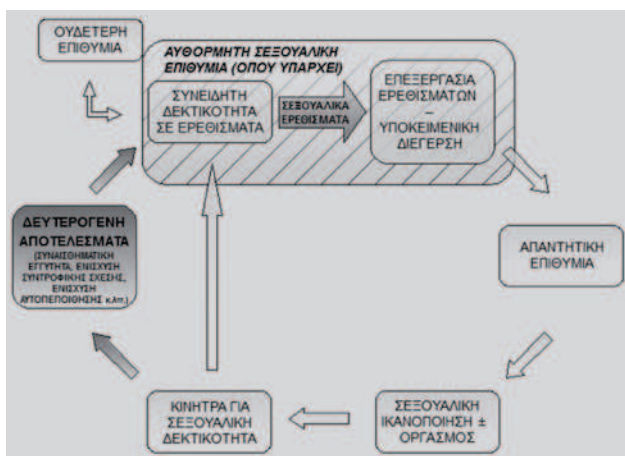 ΟΥΔΕΤΕΡΗ
ΕΠΙΘΥΜΙΑ
ΑΥΘΟΡΜΗΤΗ ΣΕΞΟΥΑΛΙΚΗ
ΕΠΙΘΥΜΙΑ (ΟΠΟΥ ΥΠΑΡΧΕΙ)
ΣΥΝΕΙΔΗΤΗ
ΔΕΚΤΙΚΟΤΗΤΑ
ΣΕ ΕΡΕΘΙΣΜΑΤΑ
ΣΕΞΟΥΑΛΙΚΑ
ΕΡΕΘΙΣΜΑΤΑ
ΕΠΕΞΕΡΓΑΣΙΑ
ΕΡΕΘΙΣΜΑΤΩΝ
–
ΥΠΟΚΕΙΜΕΝΙΚΗ
ΔΙΕΓΕΡΣΗ
ΔΕΥΤΕΡΟΓΕΝΗ
ΑΠΟΤΕΛΕΣΜΑΤΑ
(ΣΥΝΑΙΣΘΗΜΑΤΙΚΗ
ΕΓΓΥΤΗΤΑ, ΕΝΙΣΧΥΣΗ
ΣΥΝΤΡΟΦΙΚΗΣ ΣΧΕΣΗΣ,
ΕΝΙΣΧΥΣΗ
ΑΥΤΟΠΕΠΟΙΘΗΣΗΣ κ.λπ.)
ΑΠΑΝΤΗΤΙΚΗ
ΕΠΙΘΥΜΙΑ
ΚΙΝΗΤΡΑ ΓΙΑ
ΣΕΞΟΥΑΛΙΚΗ
ΔΕΚΤΙΚΟΤΗΤΑ
ΣΕΞΟΥΑΛΙΚΗ
ΙΚΑΝΟΠΟΙΗΣΗ ±
ΟΡΓΑΣΜΟΣ